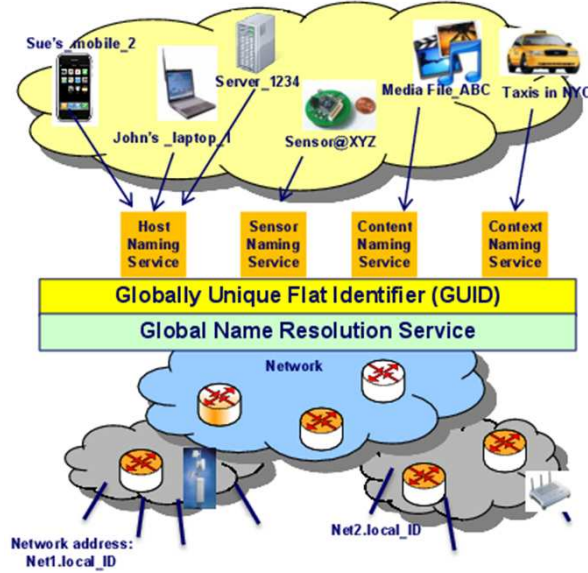 Sue's_mobile_2
Server_1234
Media File_ABC
Taxis in NYC
John's _laptop_1
Sensor@XYZ
Host
Naming
Service
Sensor
Naming
Service
Content
Naming
Service
Context
Naming
Service
Globally Unique Flat Identifier (GUID)
Global Name Resolution Service
Network
Net2.local_ID
Network address:
Net1.local_ID